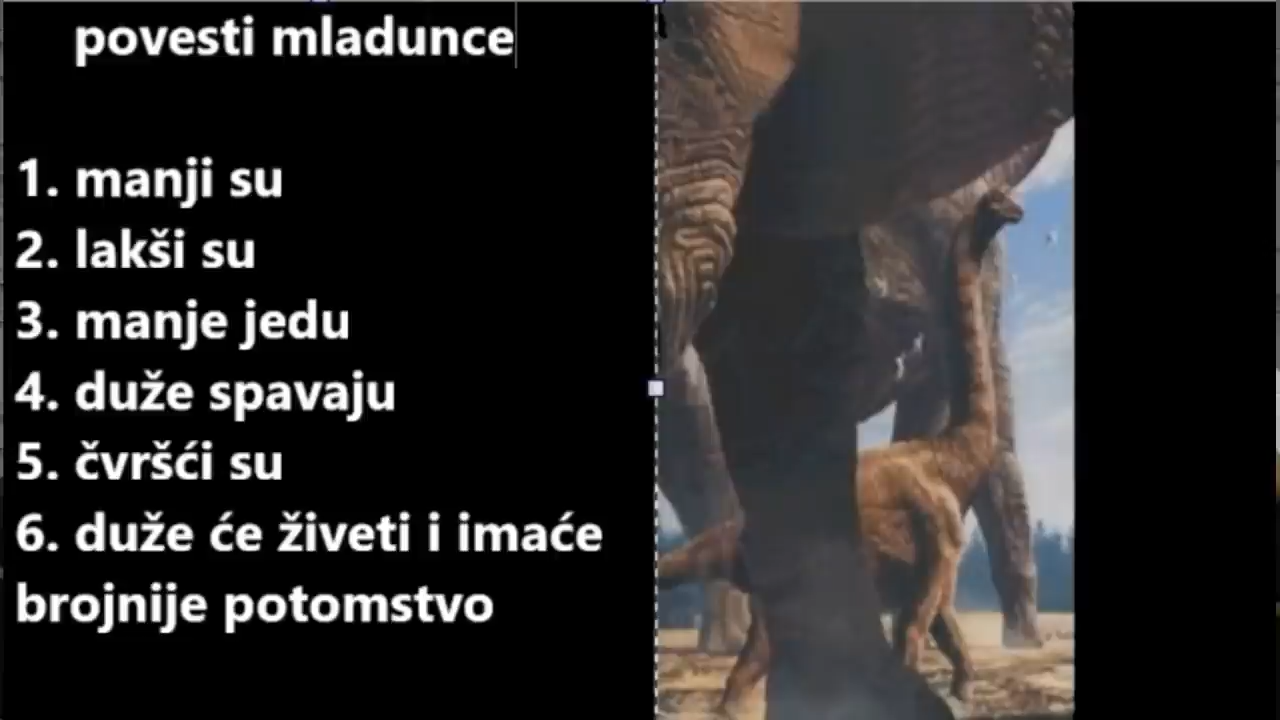 povesti mladunce
1. manji su
2. lakši su
3. manje jedu
4. duže spavaju
5. čvršći su
6. duže će živeti i imaće
brojnije potomstvo